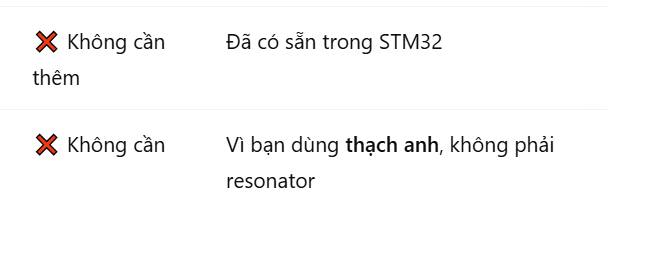 ❌ Không cần Đã có sẵn trong STM32
thêm
❌ Không cần Vì bạn dùng thạch anh, không phải
resonator